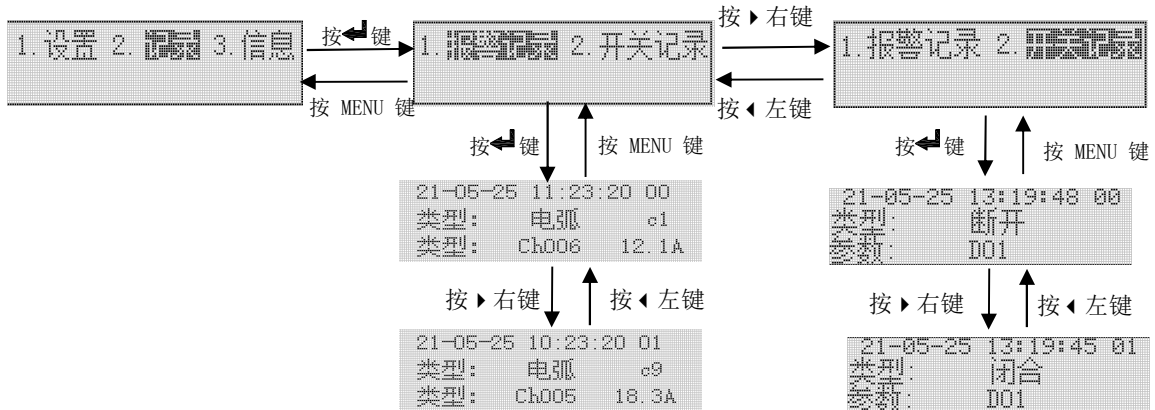 1.设置 2.记录 3.信息
按键
按 MENU 键
1.报警记录 2.开关记录
按 右键
按 左键
1.报警记录 2.开关记录
按键
按 MENU 键
按键
按 MENU 键
21-05-25 11:23:20 00
类型: 电弧 c1
类型: Ch006 12.1A
21-05-25 13:19:48 00
类型: 断开
参数: DO1
按 右键
按 左键
按 右键
按 左键
21-05-25 10:23:20 01
类型: 电弧 c9
类型: Ch005 18.3A
21-05-25 13:19:45 01
类型: 闭合
参数: DO1